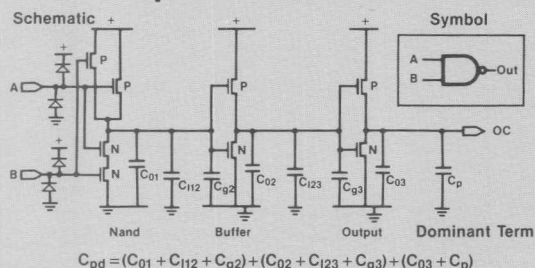 Schematic
Symbol
+ + + +
P
A
B
Out
A
+
P
P
P
+
OC
B
N
N
N
N
C01
CI12
Cg2
C02
CI23
Cg3
C03
Cp
Nand
Buffer
Output
Dominant Term
Cpd = (C01 + CI12 + Cg2) + (C02 + CI23 + Cg3) + (C03 + Cp)